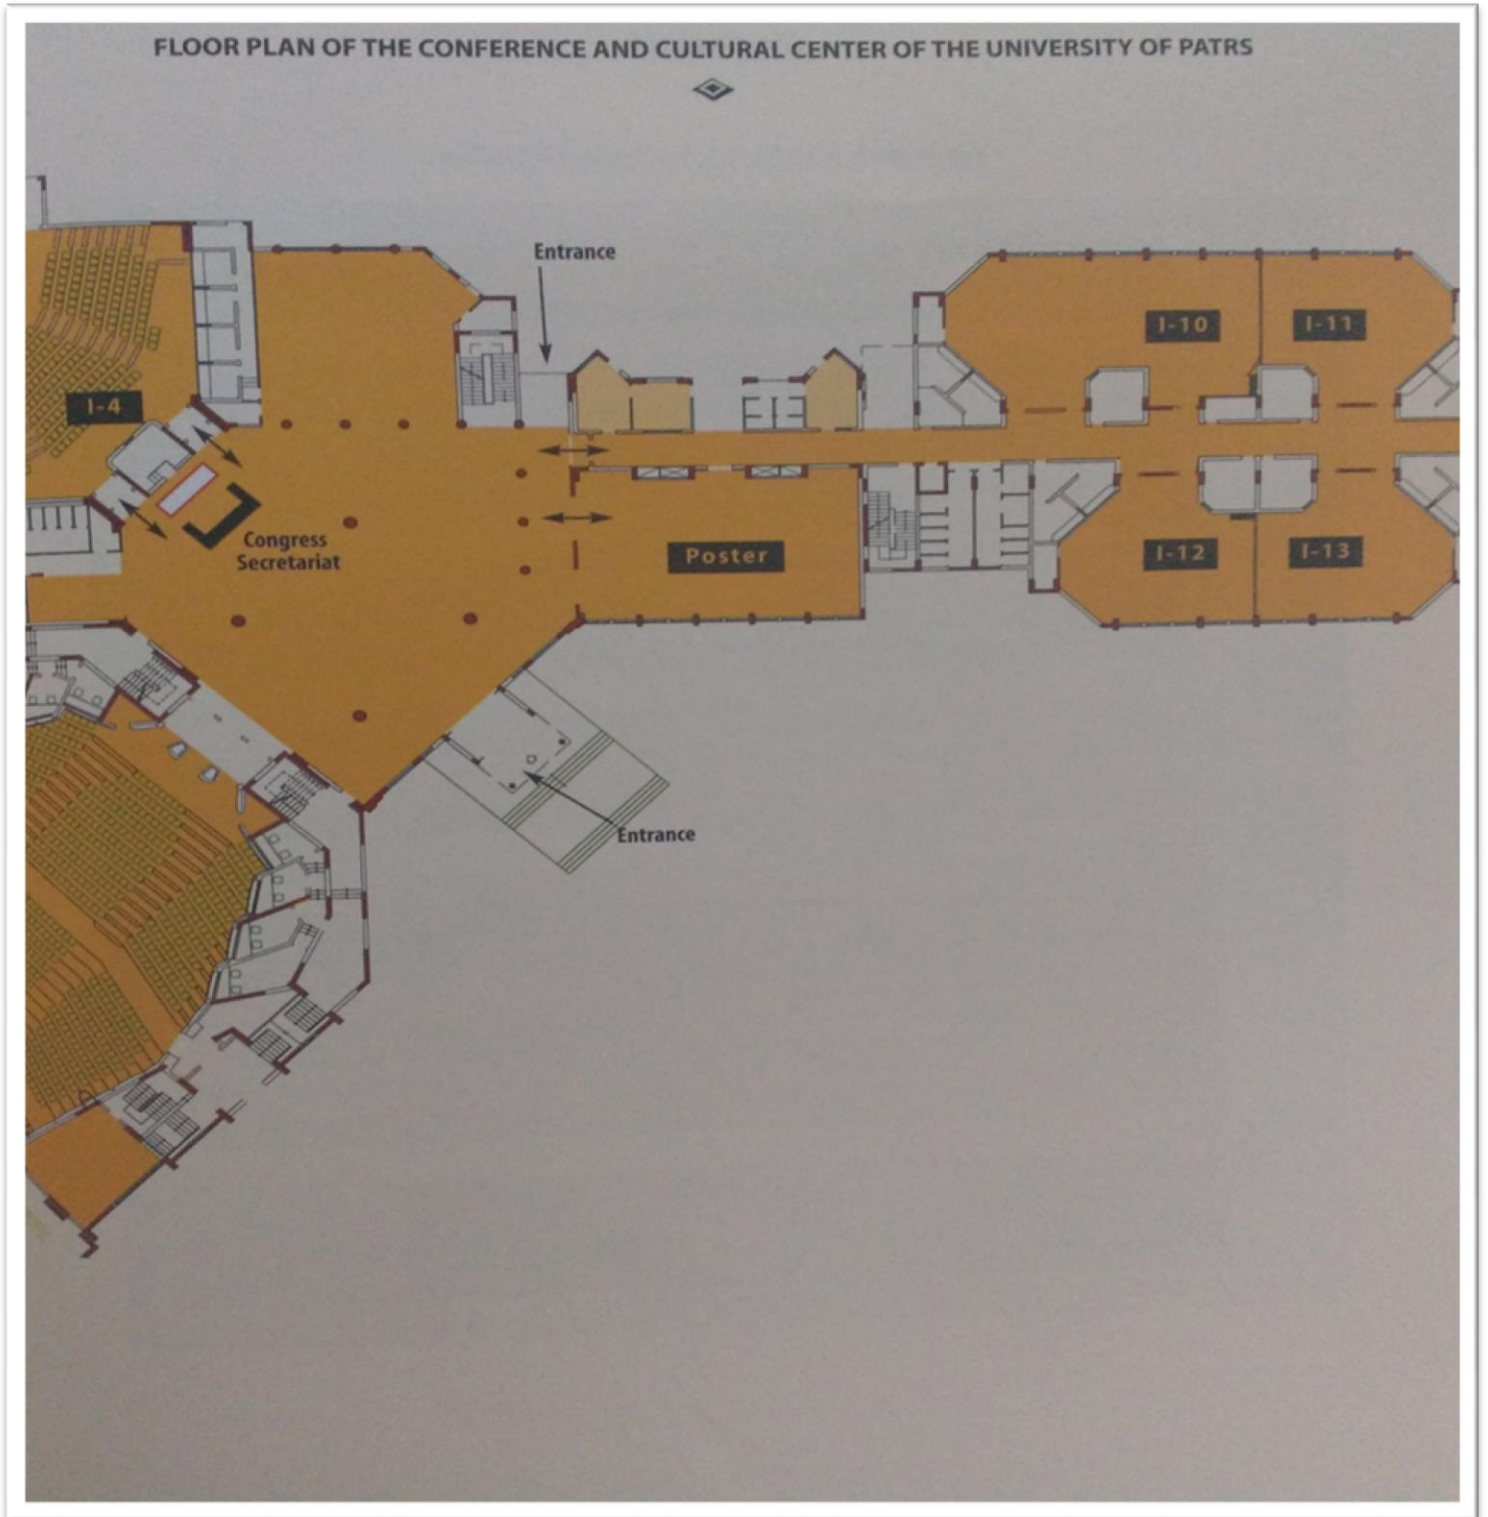 FLOOR PLAN OF THE CONFERENCE AND CULTURAL CENTER OF THE UNIVERSITY OF PATRS
Entrance
I-10
I-11
I-4
Congress
Secretariat
Poster
I-12
I-13
Entrance